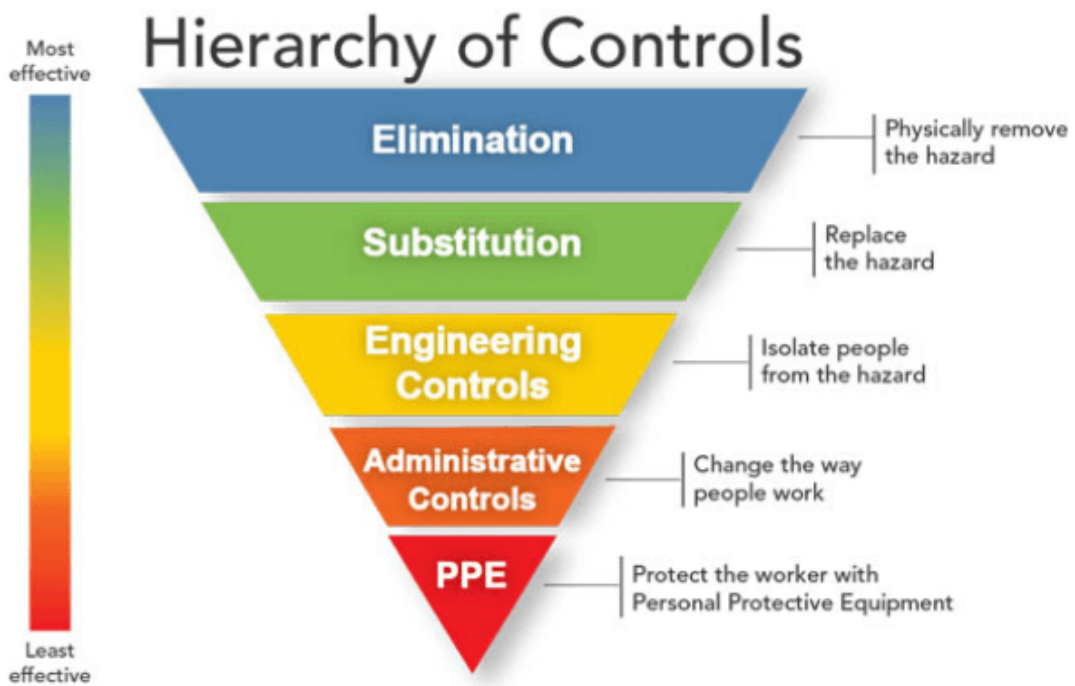 Hierarchy of Controls
Most
effective
Elimination
Physically remove
the hazard
Substitution
Replace
the hazard
Engineering
Controls
Isolate people
from the hazard
Administrative
Controls
Change the way
people work
PPE
Protect the worker with
Personal Protective Equipment
Least
effective